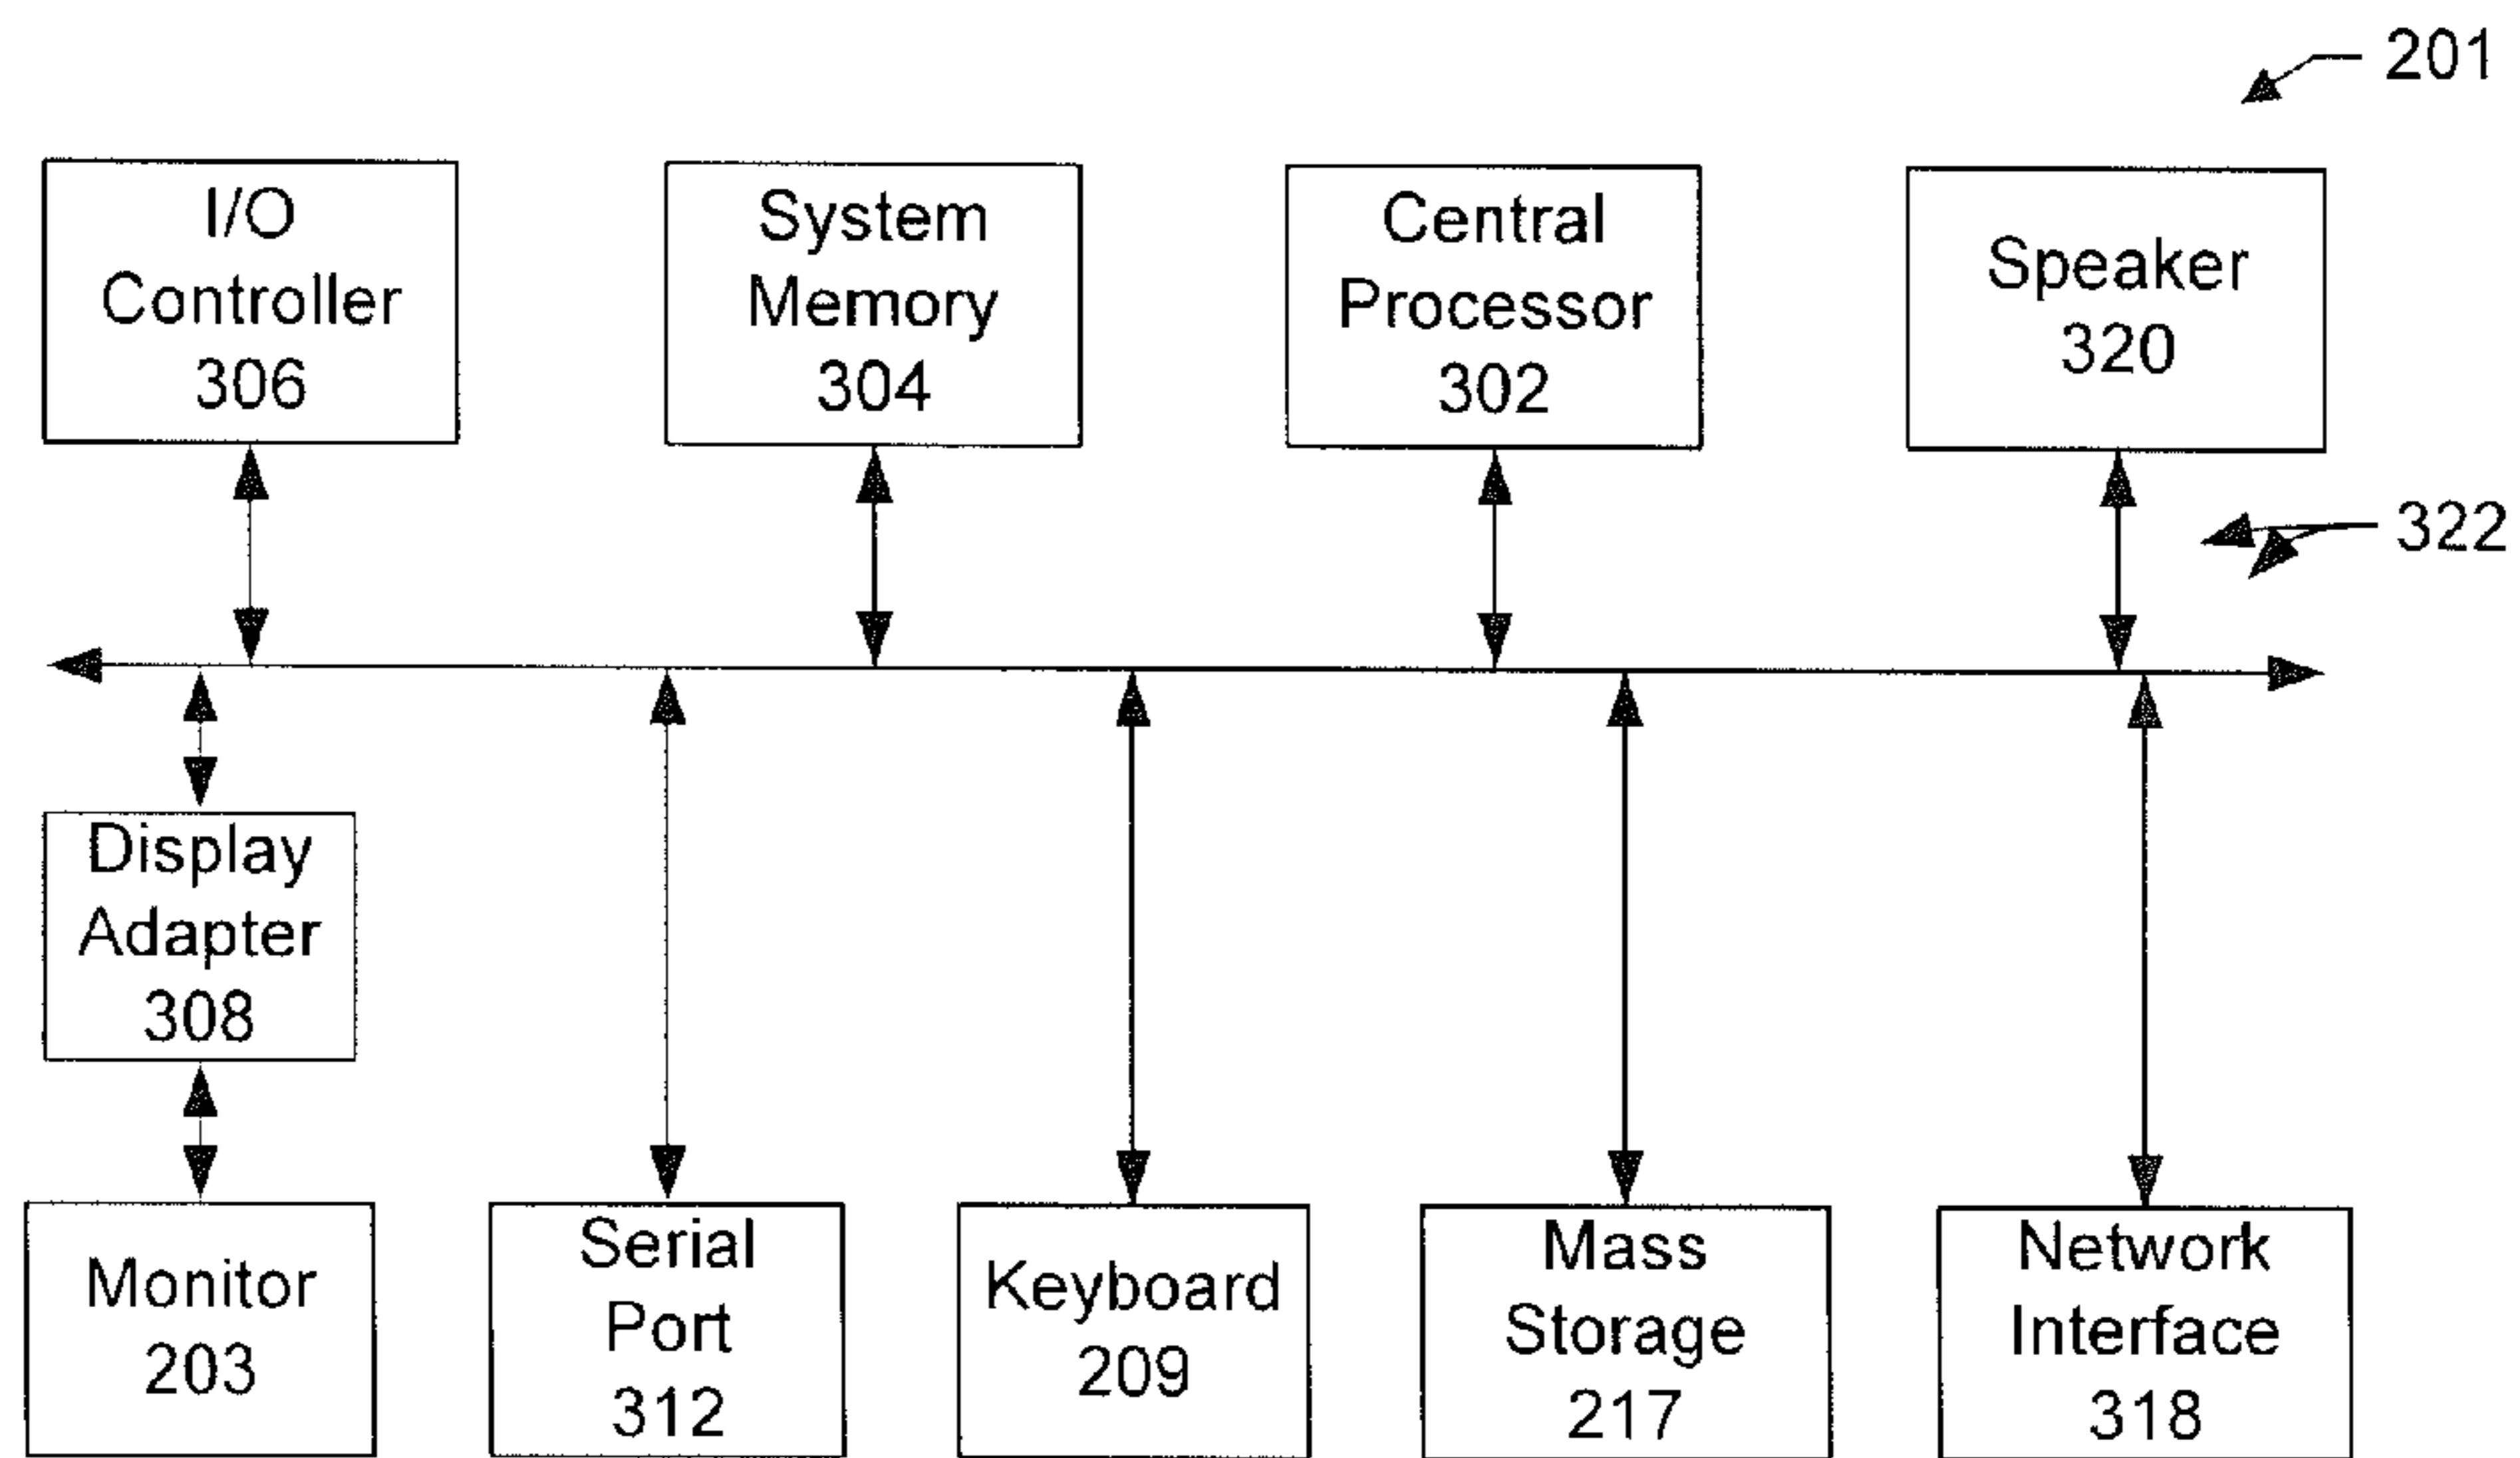 201
I/O
Controller
306
System
Memory
304
Central
Processor
302
Speaker
320
322
Display
Adapter
308
Monitor
203
Serial
Port
312
Keyboard
209
Mass
Storage
217
Network
Interface
318